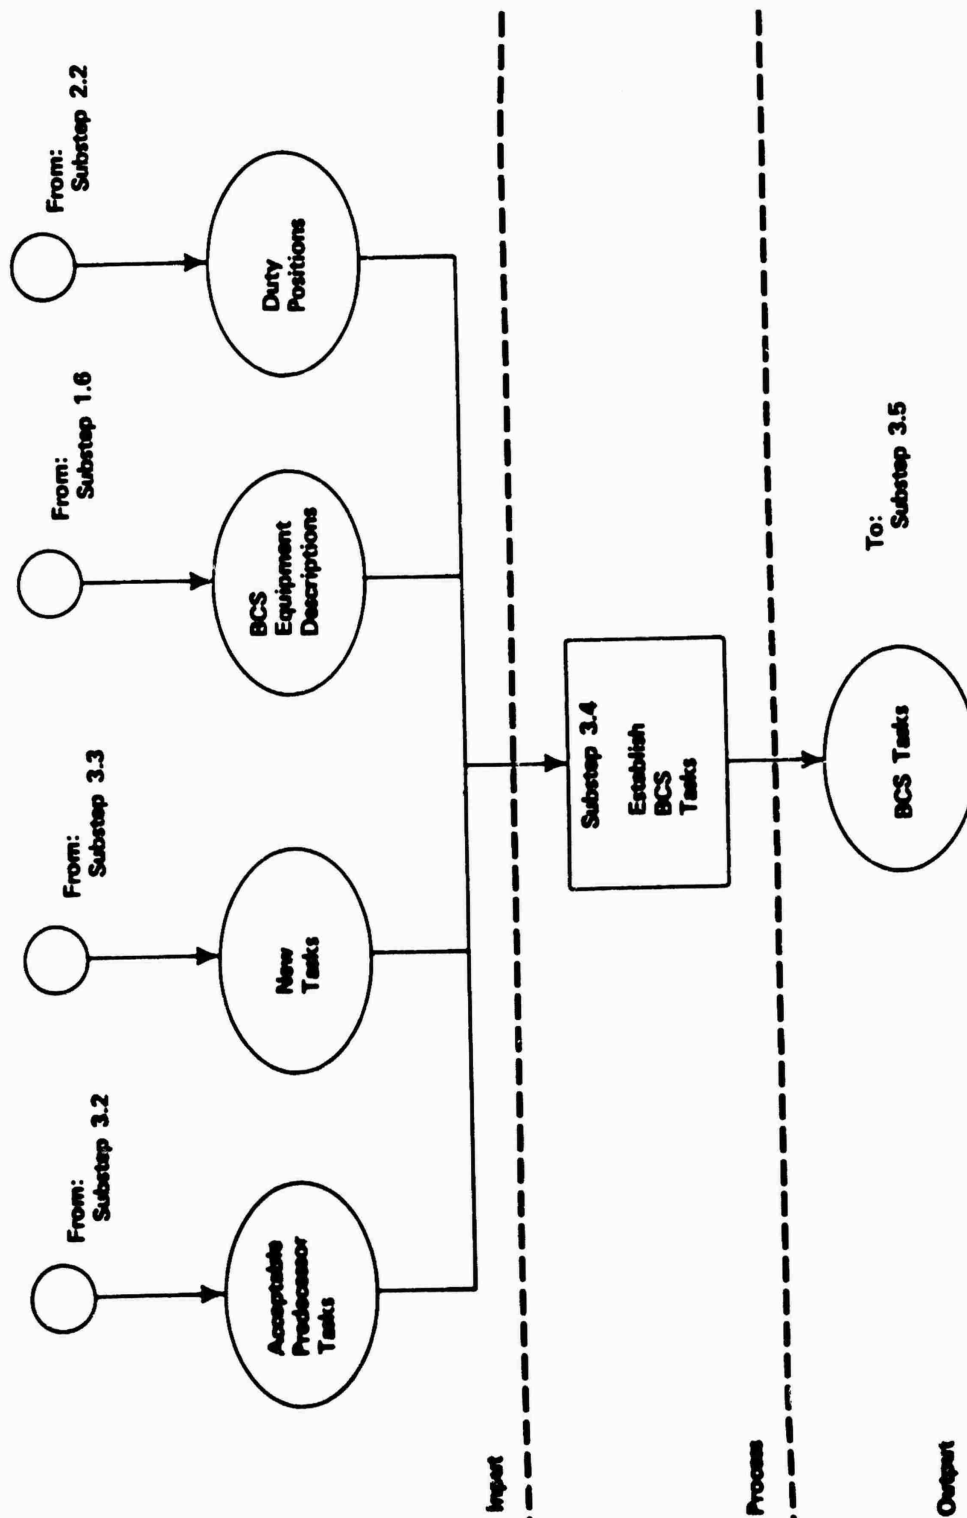 From:
Substep 3.2
From:
Substep 3.3
From:
Substep 1.6
From:
Substep 2.2
Acceptable
Predecessor
Tasks
New
Tasks
BCS
Equipment
Descriptions
Duty
Positions
Input
Substep 3.4
Establish
BCS
Tasks
Process
To:
Substep 3.5
BCS Tasks
Output